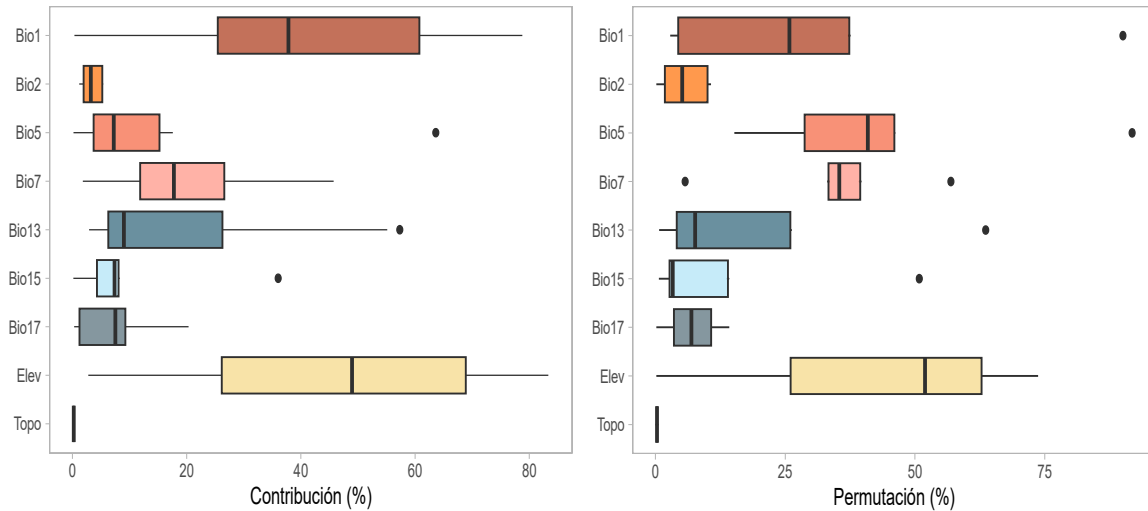 Bio1
Bio2
Bio5
Bio7
Bio13
Bio15
Bio17
Elev
Topo
0 20 40 60 80
Contribución (%)
Bio1
Bio2
Bio5
Bio7
Bio13
Bio15
Bio17
Elev
Topo
0 25 50 75
Permutación (%)